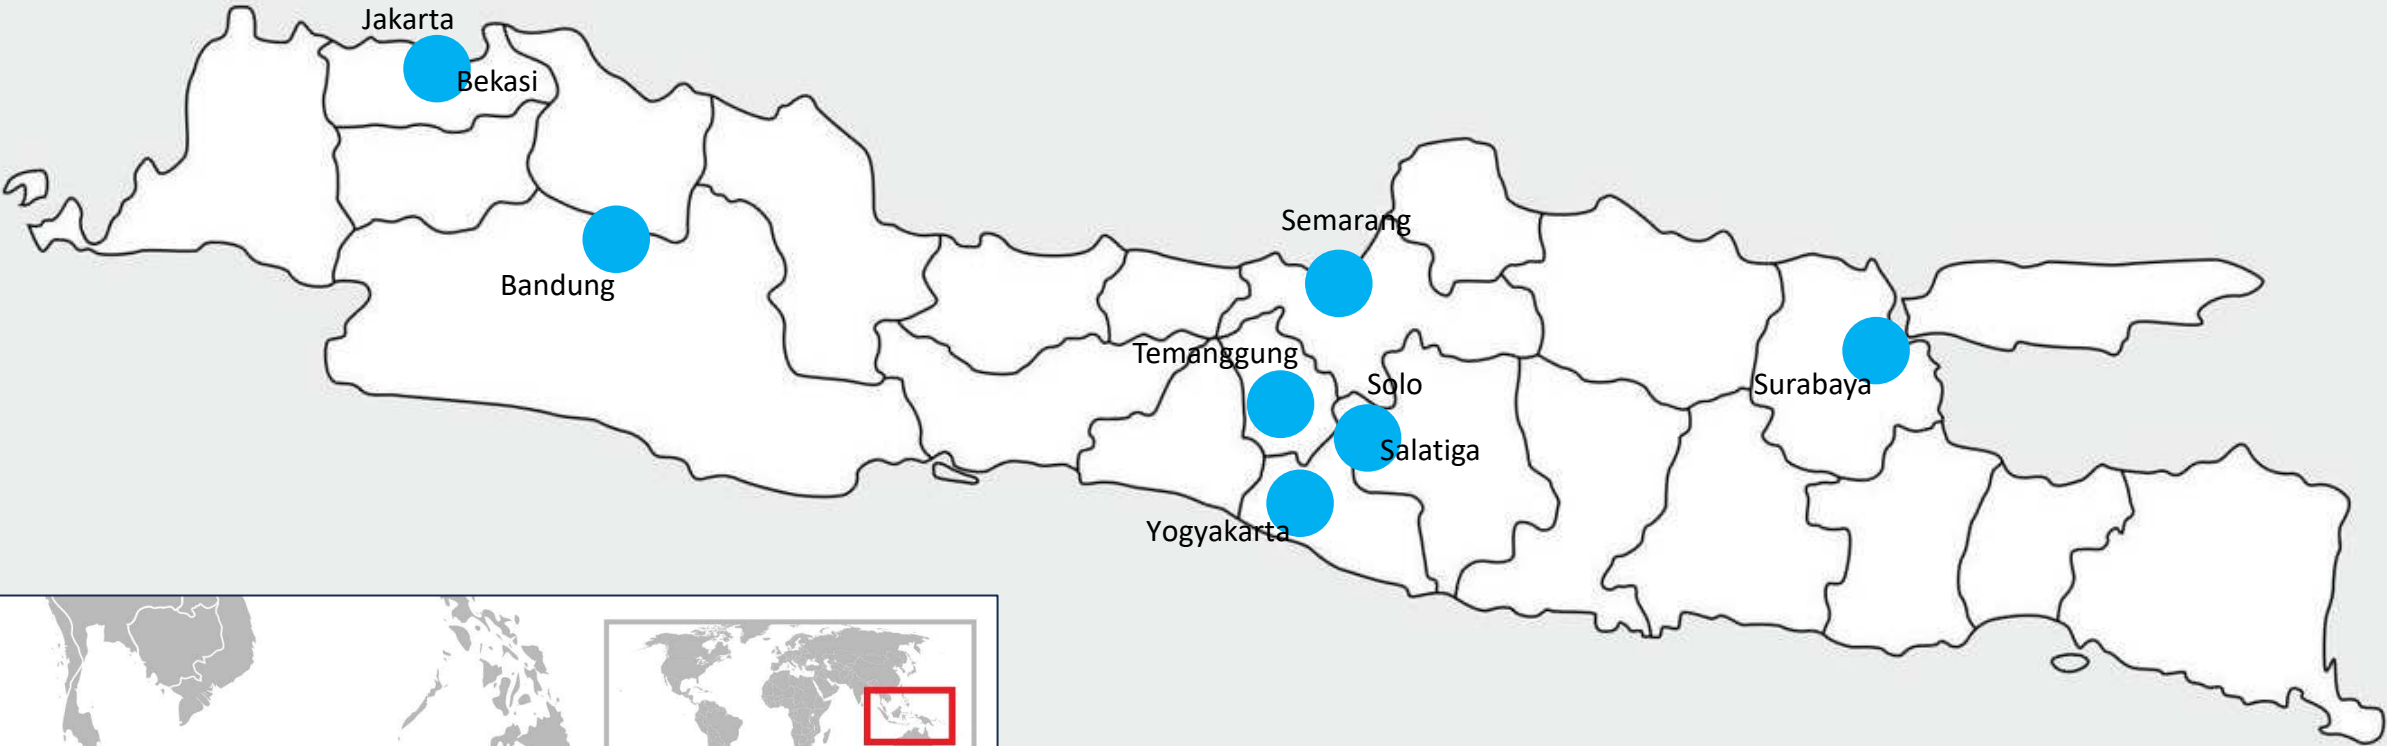 Jakarta
Bekasi
Semarang
Bandung
Temanggung
Solo
Surabaya
Salatiga
Yogyakarta